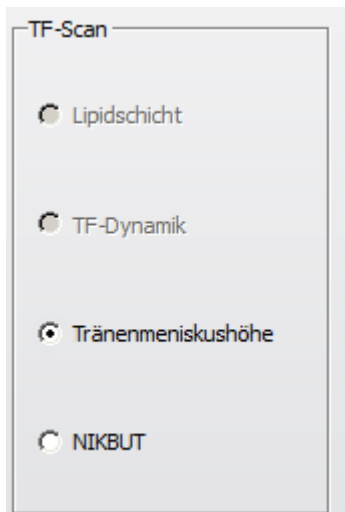 TF-Scan
Lipidschicht
TF-Dynamik
Tränenmeniskushöhe
NIKBUT